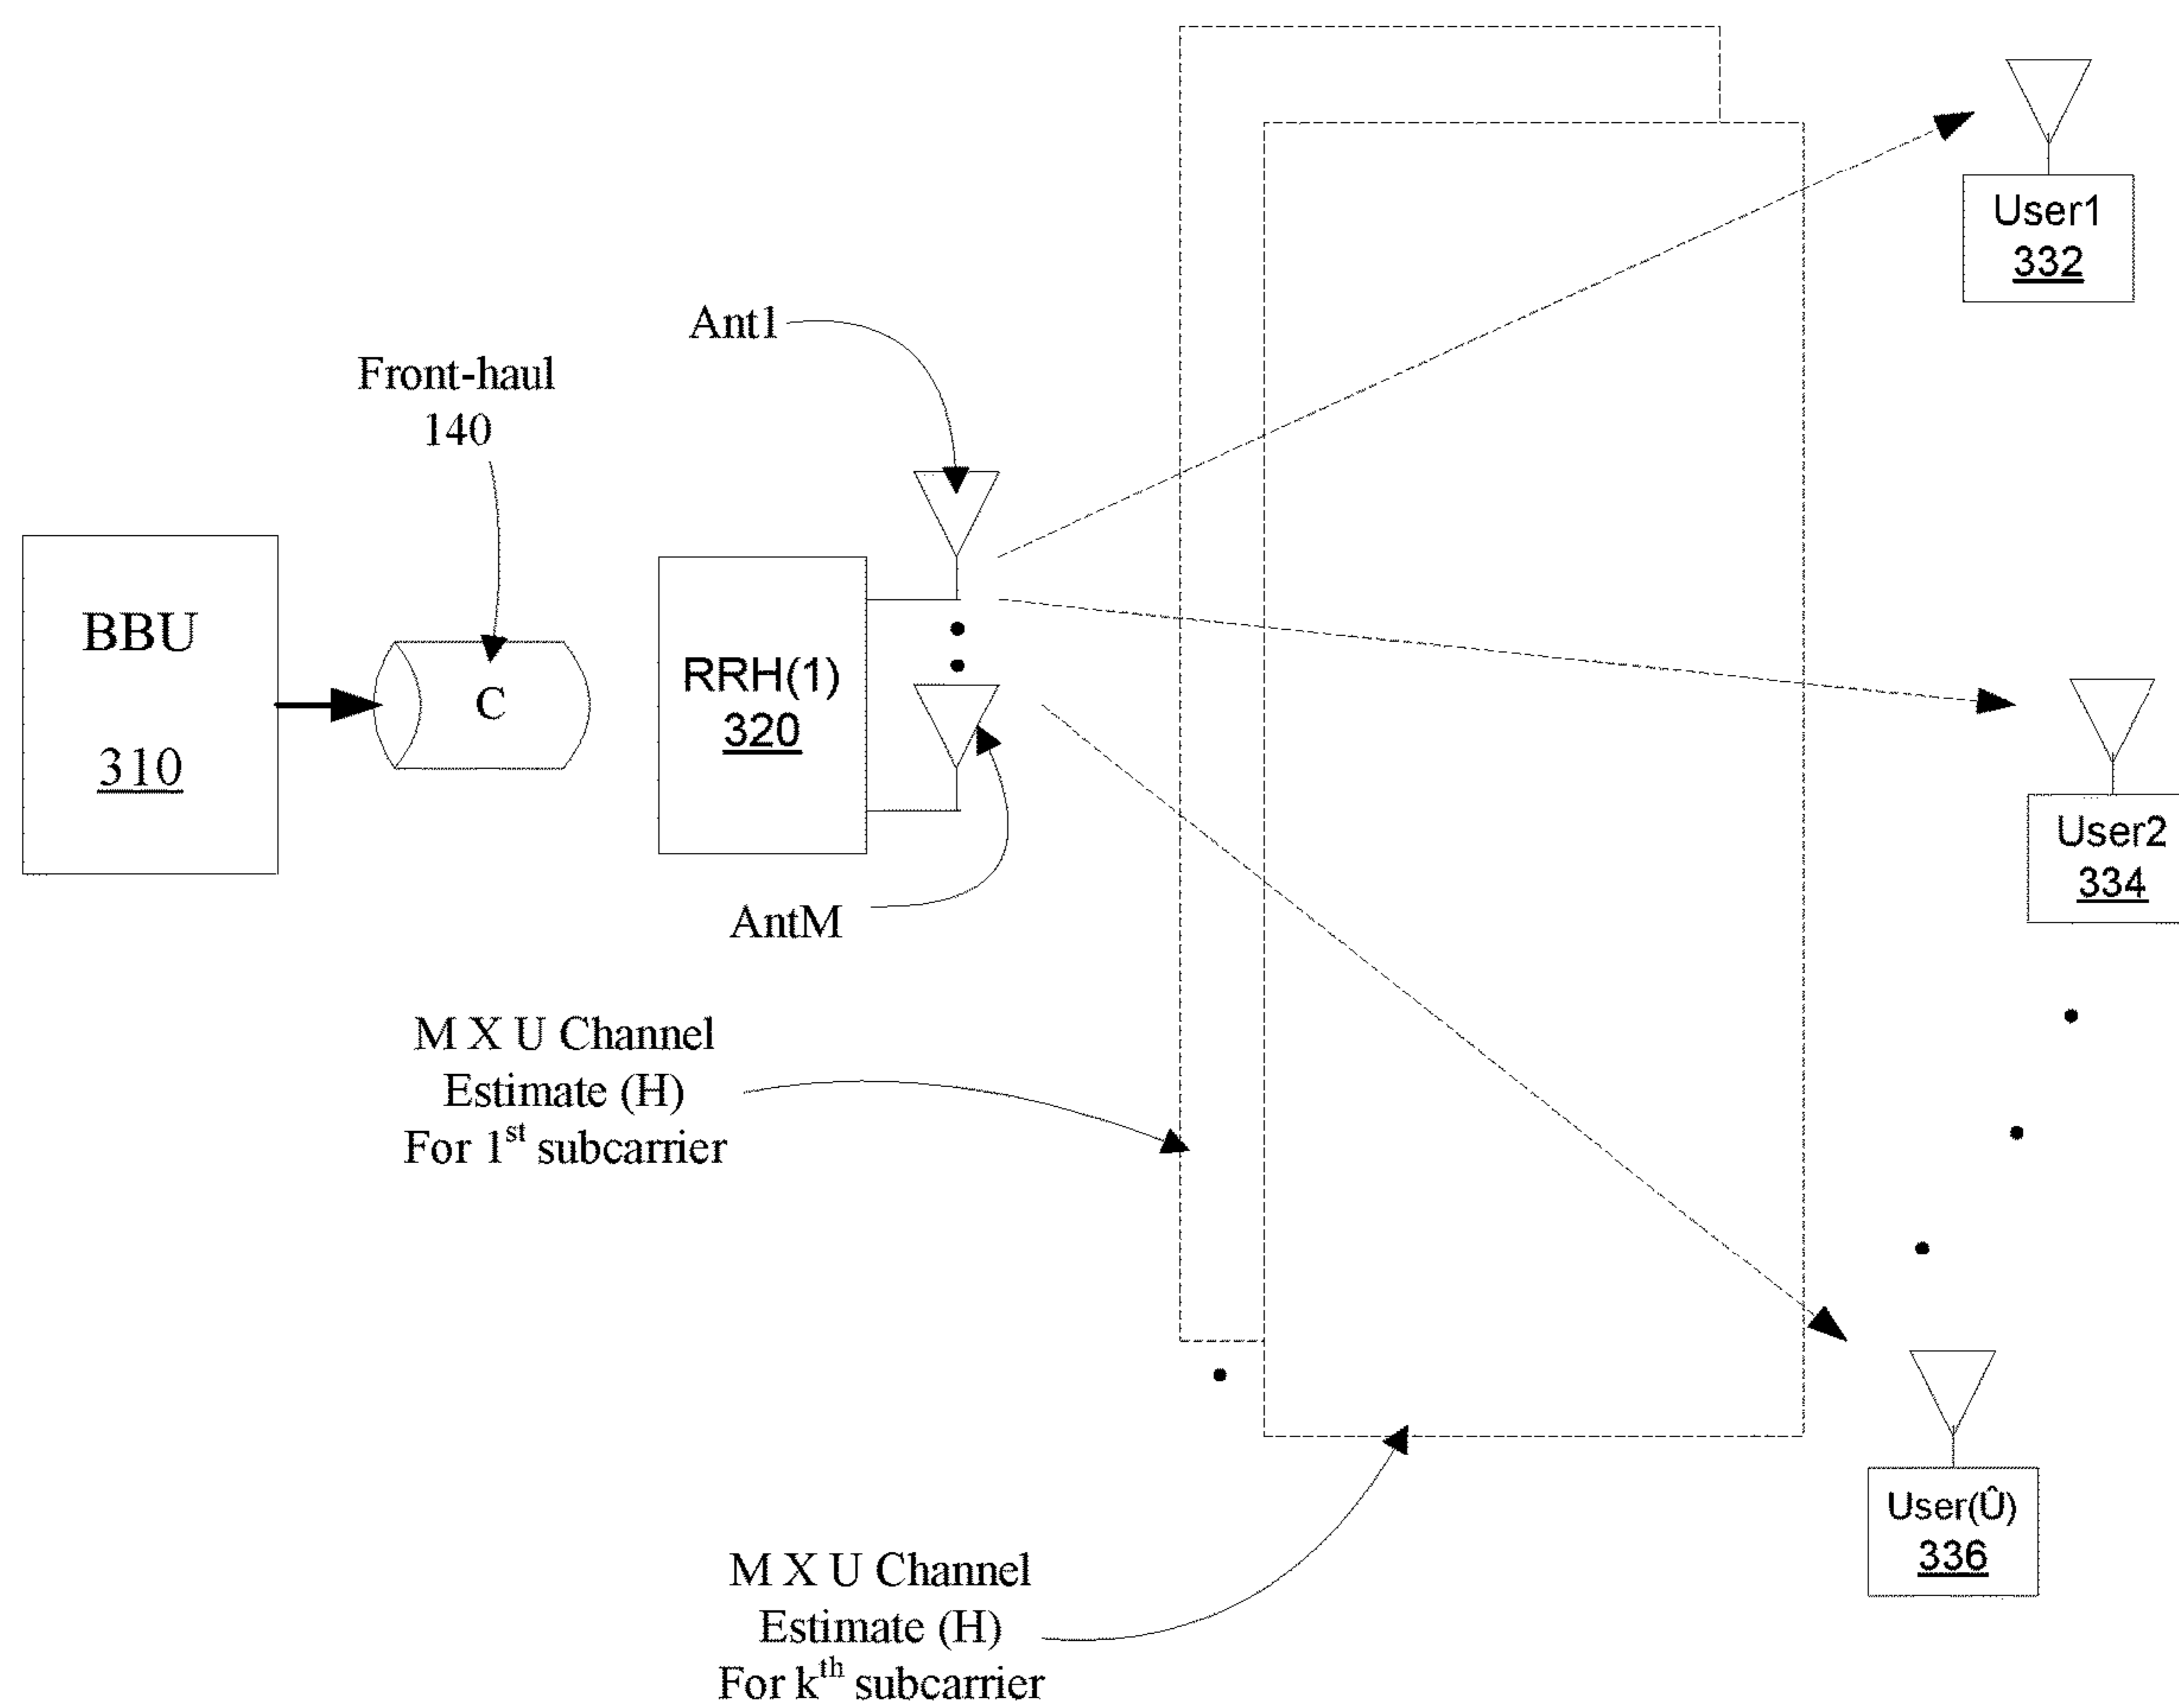 User1
332
Ant1
Front-haul
140
BBU
310
C
RRH(1)
320
User2
334
AntM
M X U Channel
Estimate (H)
For 1st subcarrier
User(Û)
336
M X U Channel
Estimate (H)
For kth subcarrier